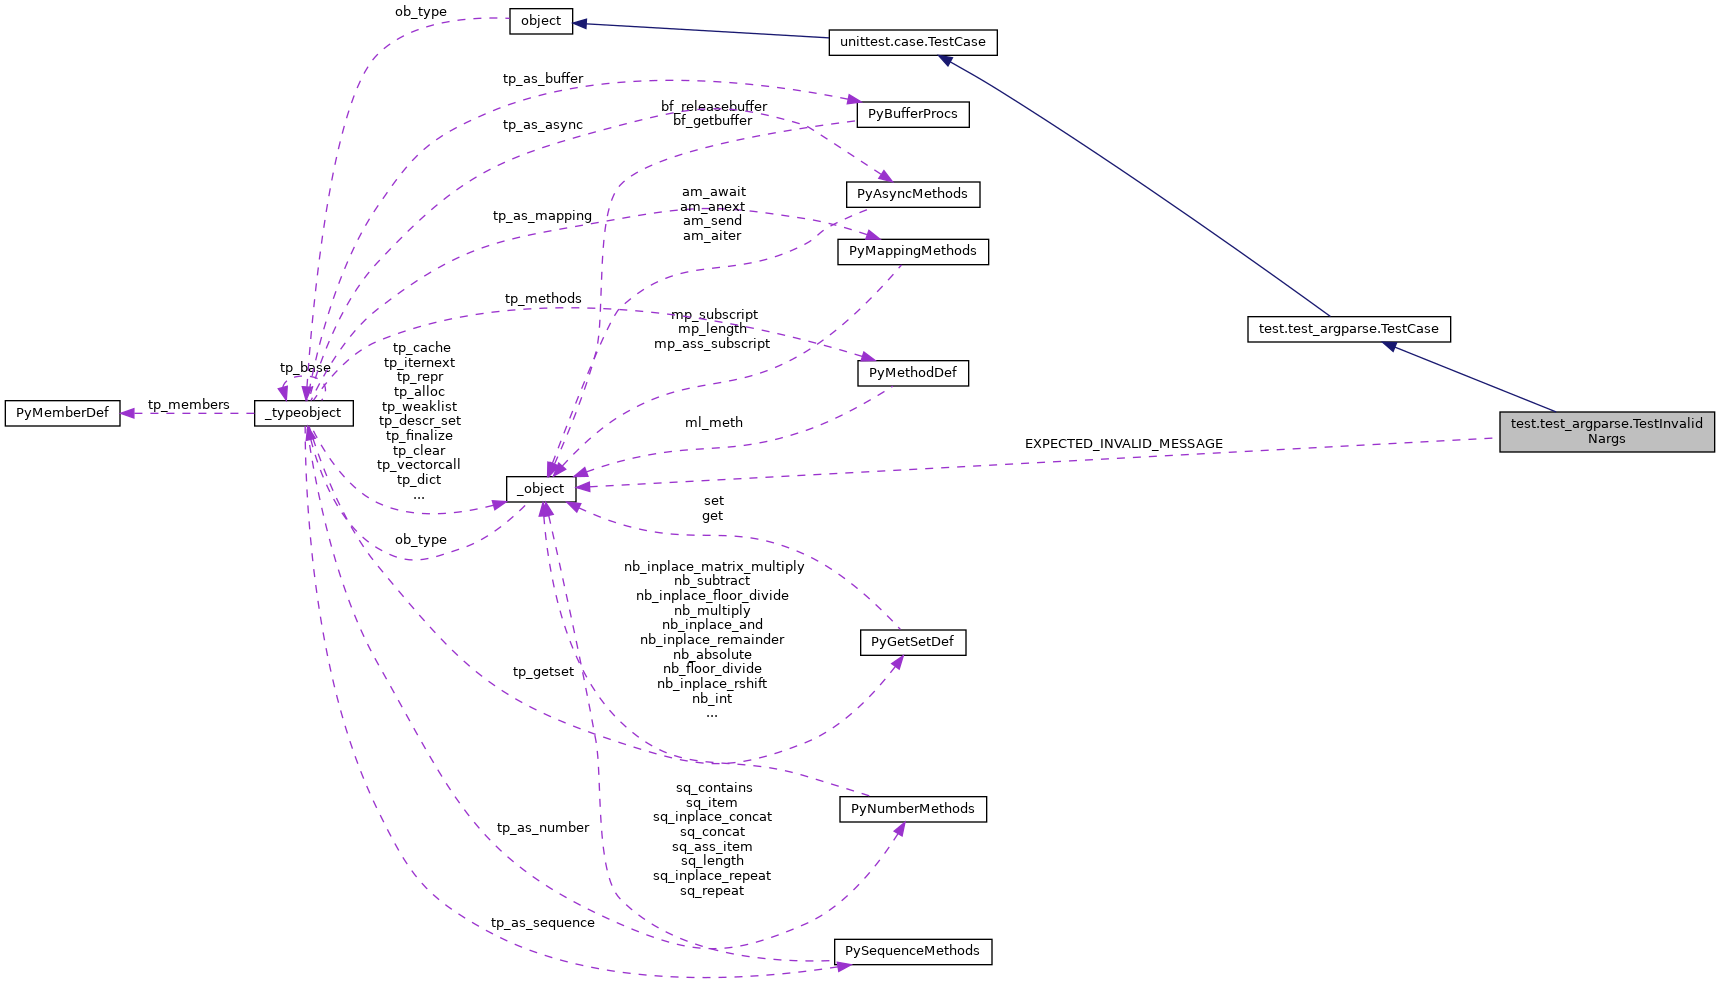 ob_type
object
unittest.case.TestCase
tp_as_buffer
bf_releasebuffer
bf_getbuffer
PyBufferProcs
tp_as_async
am_await
am_anext
am_send
am_aiter
PyAsyncMethods
tp_as_mapping
PyMappingMethods
tp_methods
mp_subscript
mp_length
mp_ass_subscript
test.test_argparse.TestCase
tp_base
tp_cache
tp_iternext
tp_repr
tp_alloc
tp_weaklist
tp_descr_set
tp_finalize
tp_clear
tp_vectorcall
tp_dict
...
PyMethodDef
PyMemberDef
tp_members
_typeobject
ml_meth
EXPECTED_INVALID_MESSAGE
test.test_argparse.TestInvalid
Nargs
_object
set
get
ob_type
nb_inplace_matrix_multiply
nb_subtract
nb_inplace_floor_divide
nb_multiply
nb_inplace_and
nb_inplace_remainder
nb_absolute
nb_floor_divide
nb_inplace_rshift
nb_int
...
PyGetSetDef
tp_getset
sq_contains
sq_item
sq_inplace_concat
sq_concat
sq_ass_item
sq_length
sq_inplace_repeat
sq_repeat
PyNumberMethods
tp_as_number
tp_as_sequence
PySequenceMethods